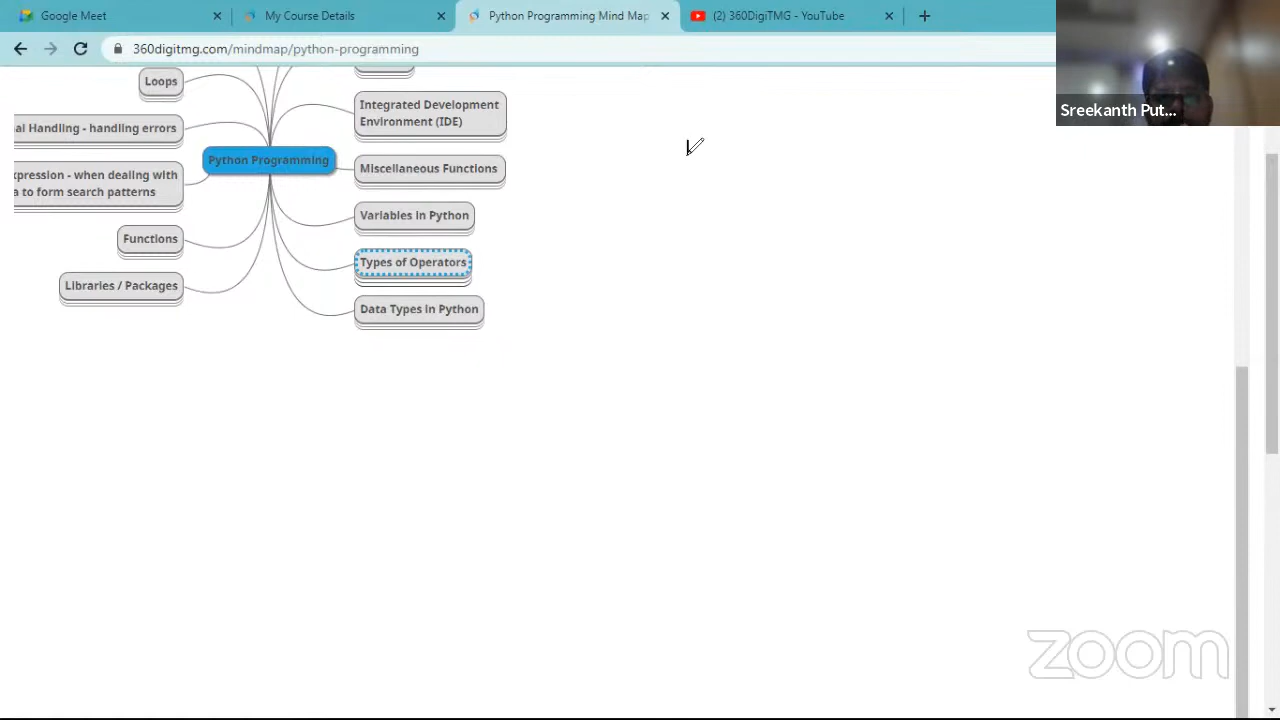 Google Meet
My Course Details
Python Programming Mind Map
(2) 360DigiTMG - YouTube
360digitmg.com/mindmap/python-programming
Sreekanth Put...
Loops
Integrated Development
Environment (IDE)
al Handling - handling errors
Python Programming
Miscellaneous Functions
xpression - when dealing with
a to form search patterns
Variables in Python
Functions
Types of Operators
Libraries / Packages
Data Types in Python
zoom